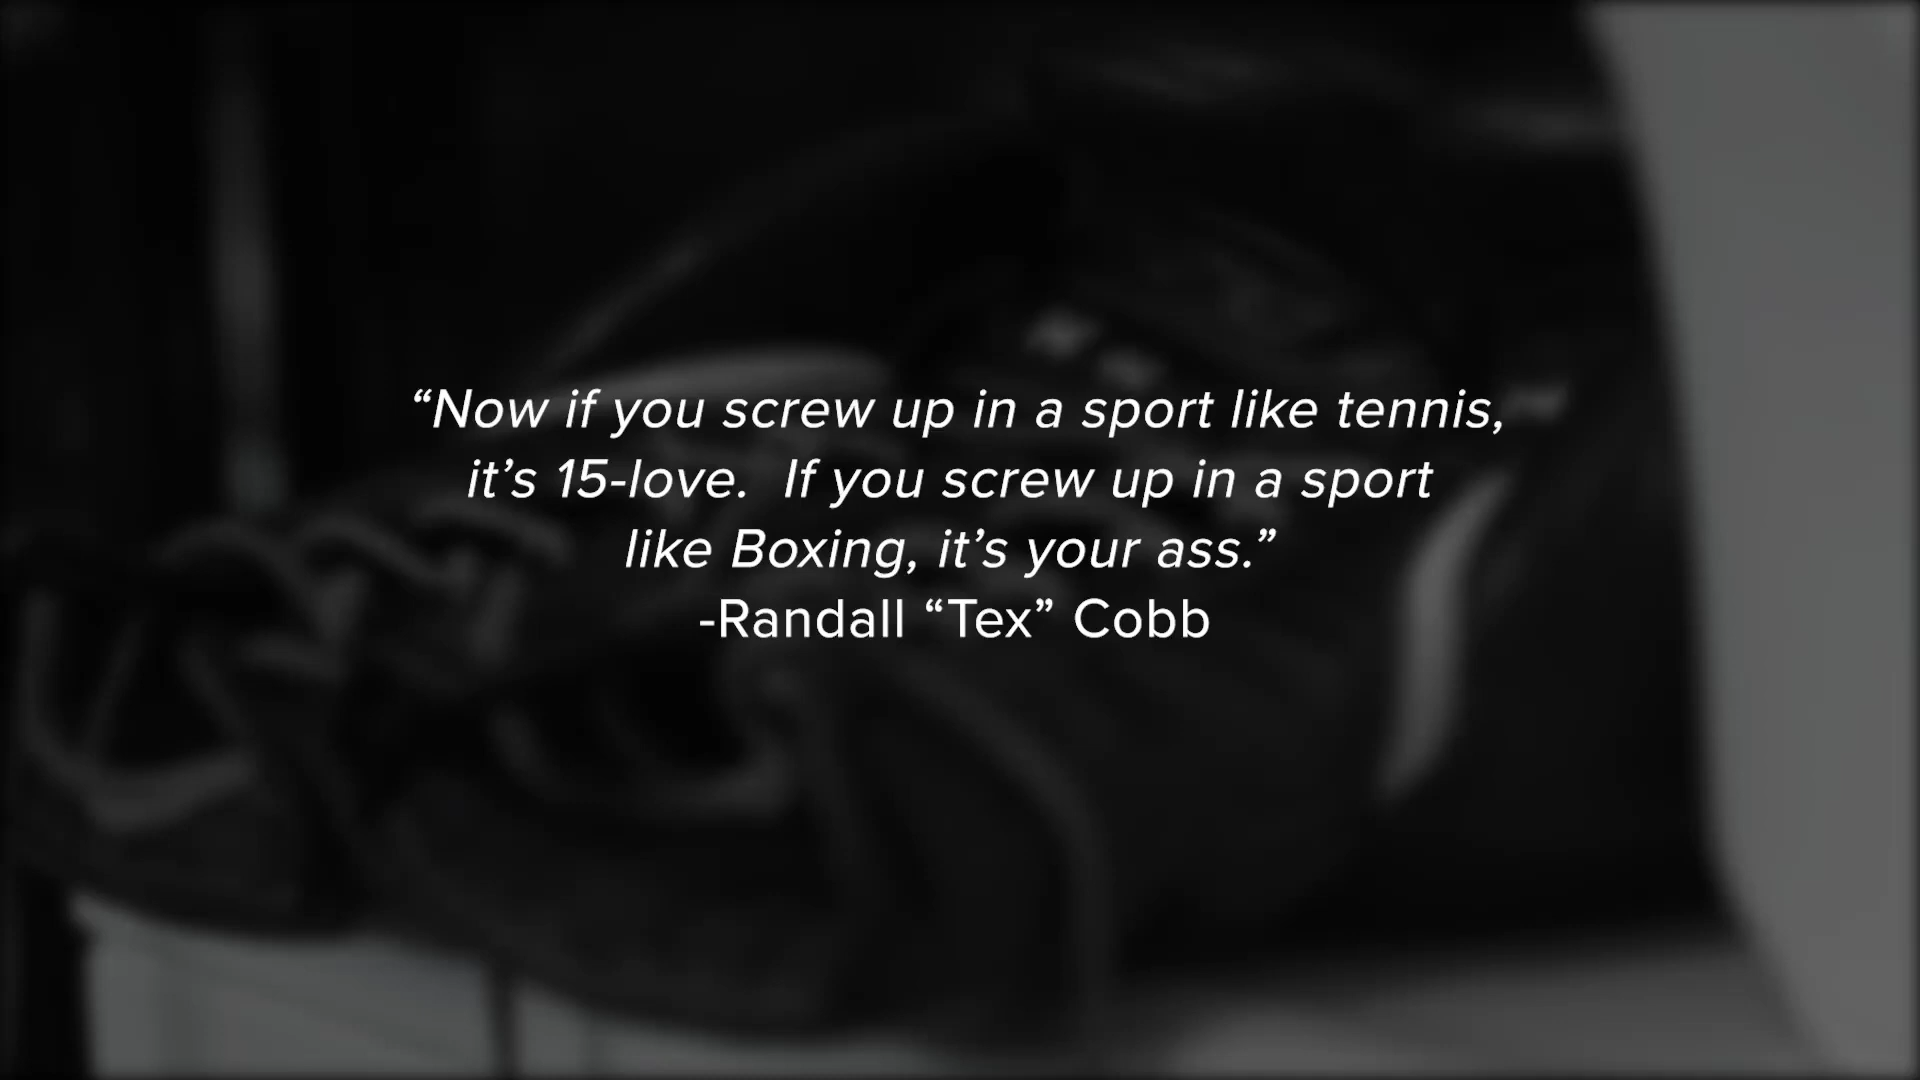 “Now if you screw up in a sport like tennis,
it’s 15-love.  If you screw up in a sport
like Boxing, it’s your ass.”
-Randall “Tex” Cobb